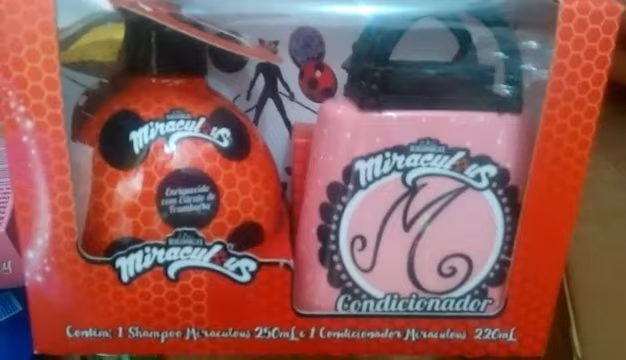 Miraculous
Enriquecido
com Extrato de
Framboesa
Miraculous
Miraculous
M
Condicionador
Contém: 1 Shampoo Miraculous 250mL e 1 Condicionador Miraculous 220mL
y